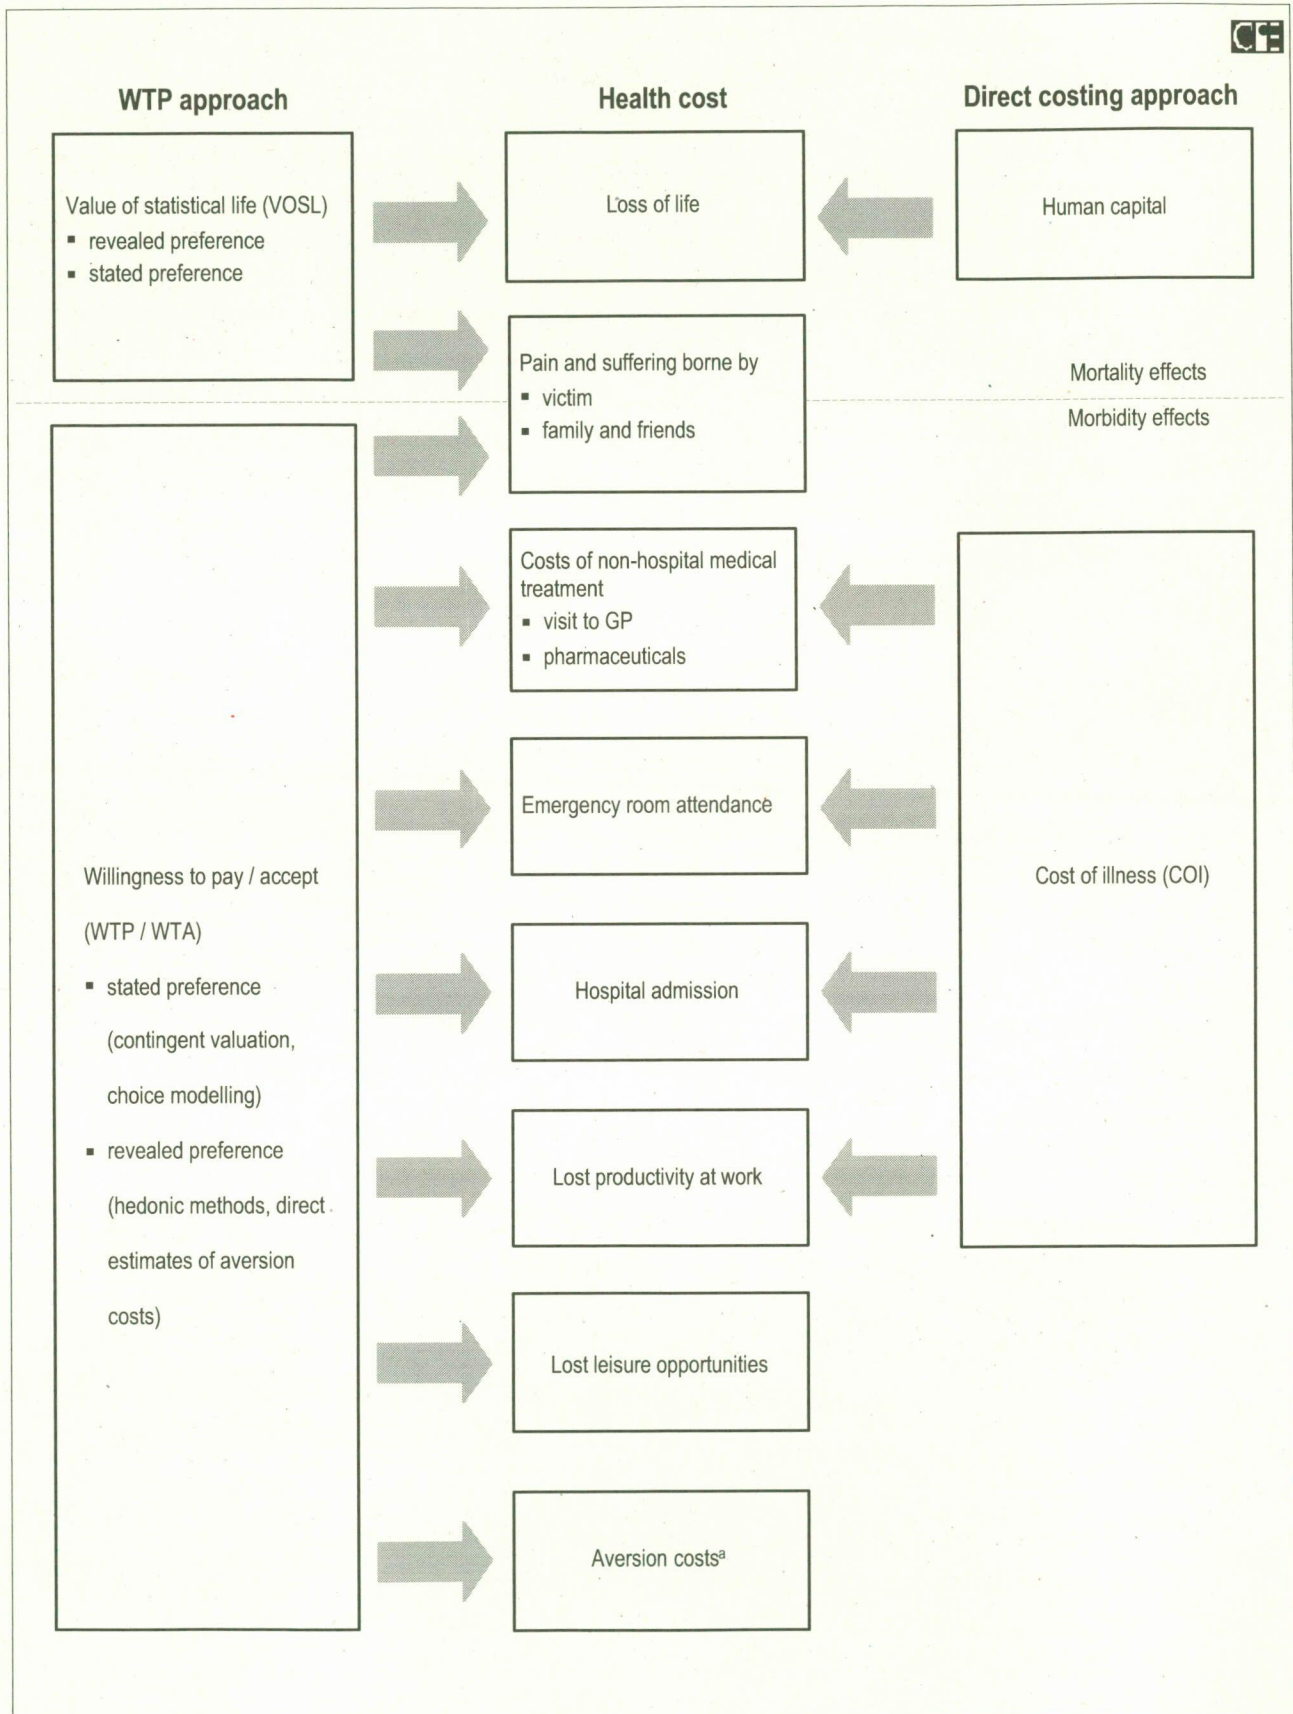 CIE
WTP approach
Health cost
Direct costing approach
Value of statistical life (VOSL)
▪ revealed preference
▪ stated preference
Loss of life
Human capital
Pain and suffering borne by
▪ victim
▪ family and friends
Mortality effects
Morbidity effects
Willingness to pay / accept
(WTP / WTA)
▪ stated preference
(contingent valuation,
choice modelling)
▪ revealed preference
(hedonic methods, direct
estimates of aversion
costs)
Costs of non-hospital medical
treatment
▪ visit to GP
▪ pharmaceuticals
Emergency room attendance
Hospital admission
Lost productivity at work
Lost leisure opportunities
Aversion costsᵃ
Cost of illness (COI)